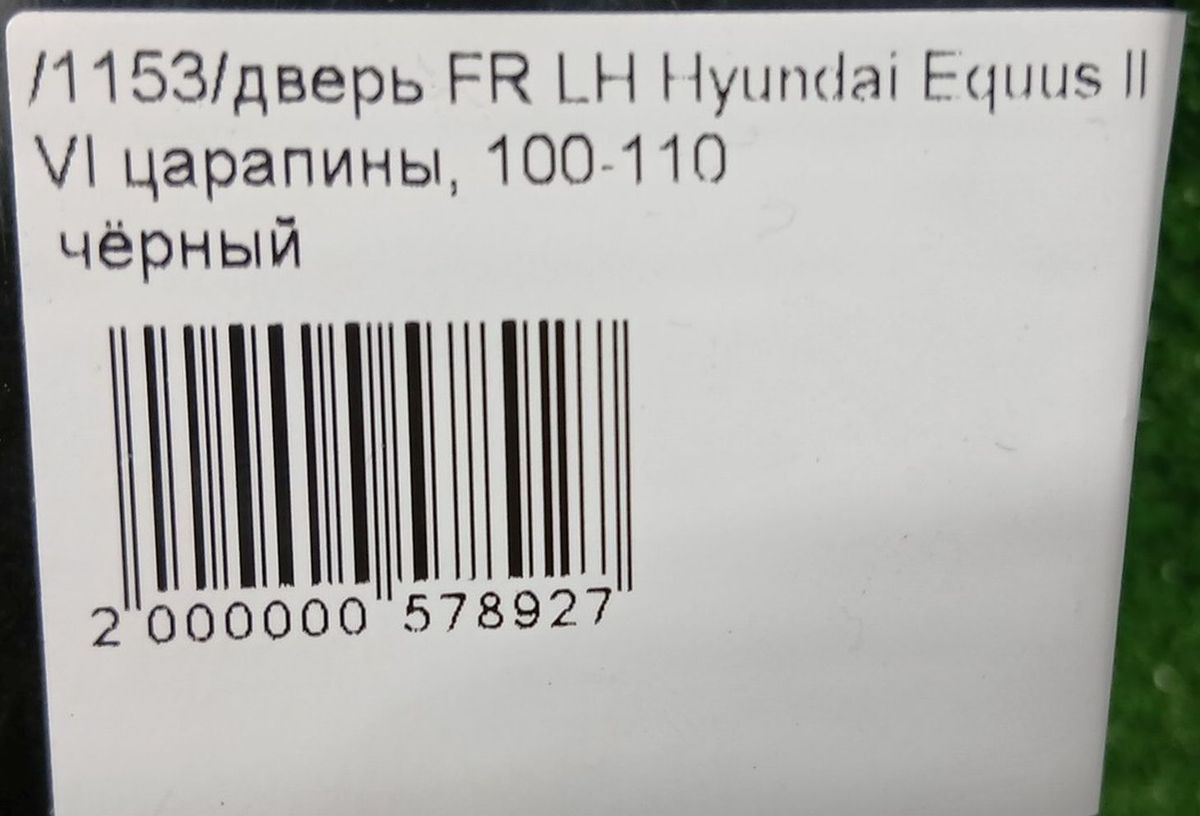 /1153/дверь FR LH Hyundai Equus II
VI царапины, 100-110
чёрный
2 000000 578927